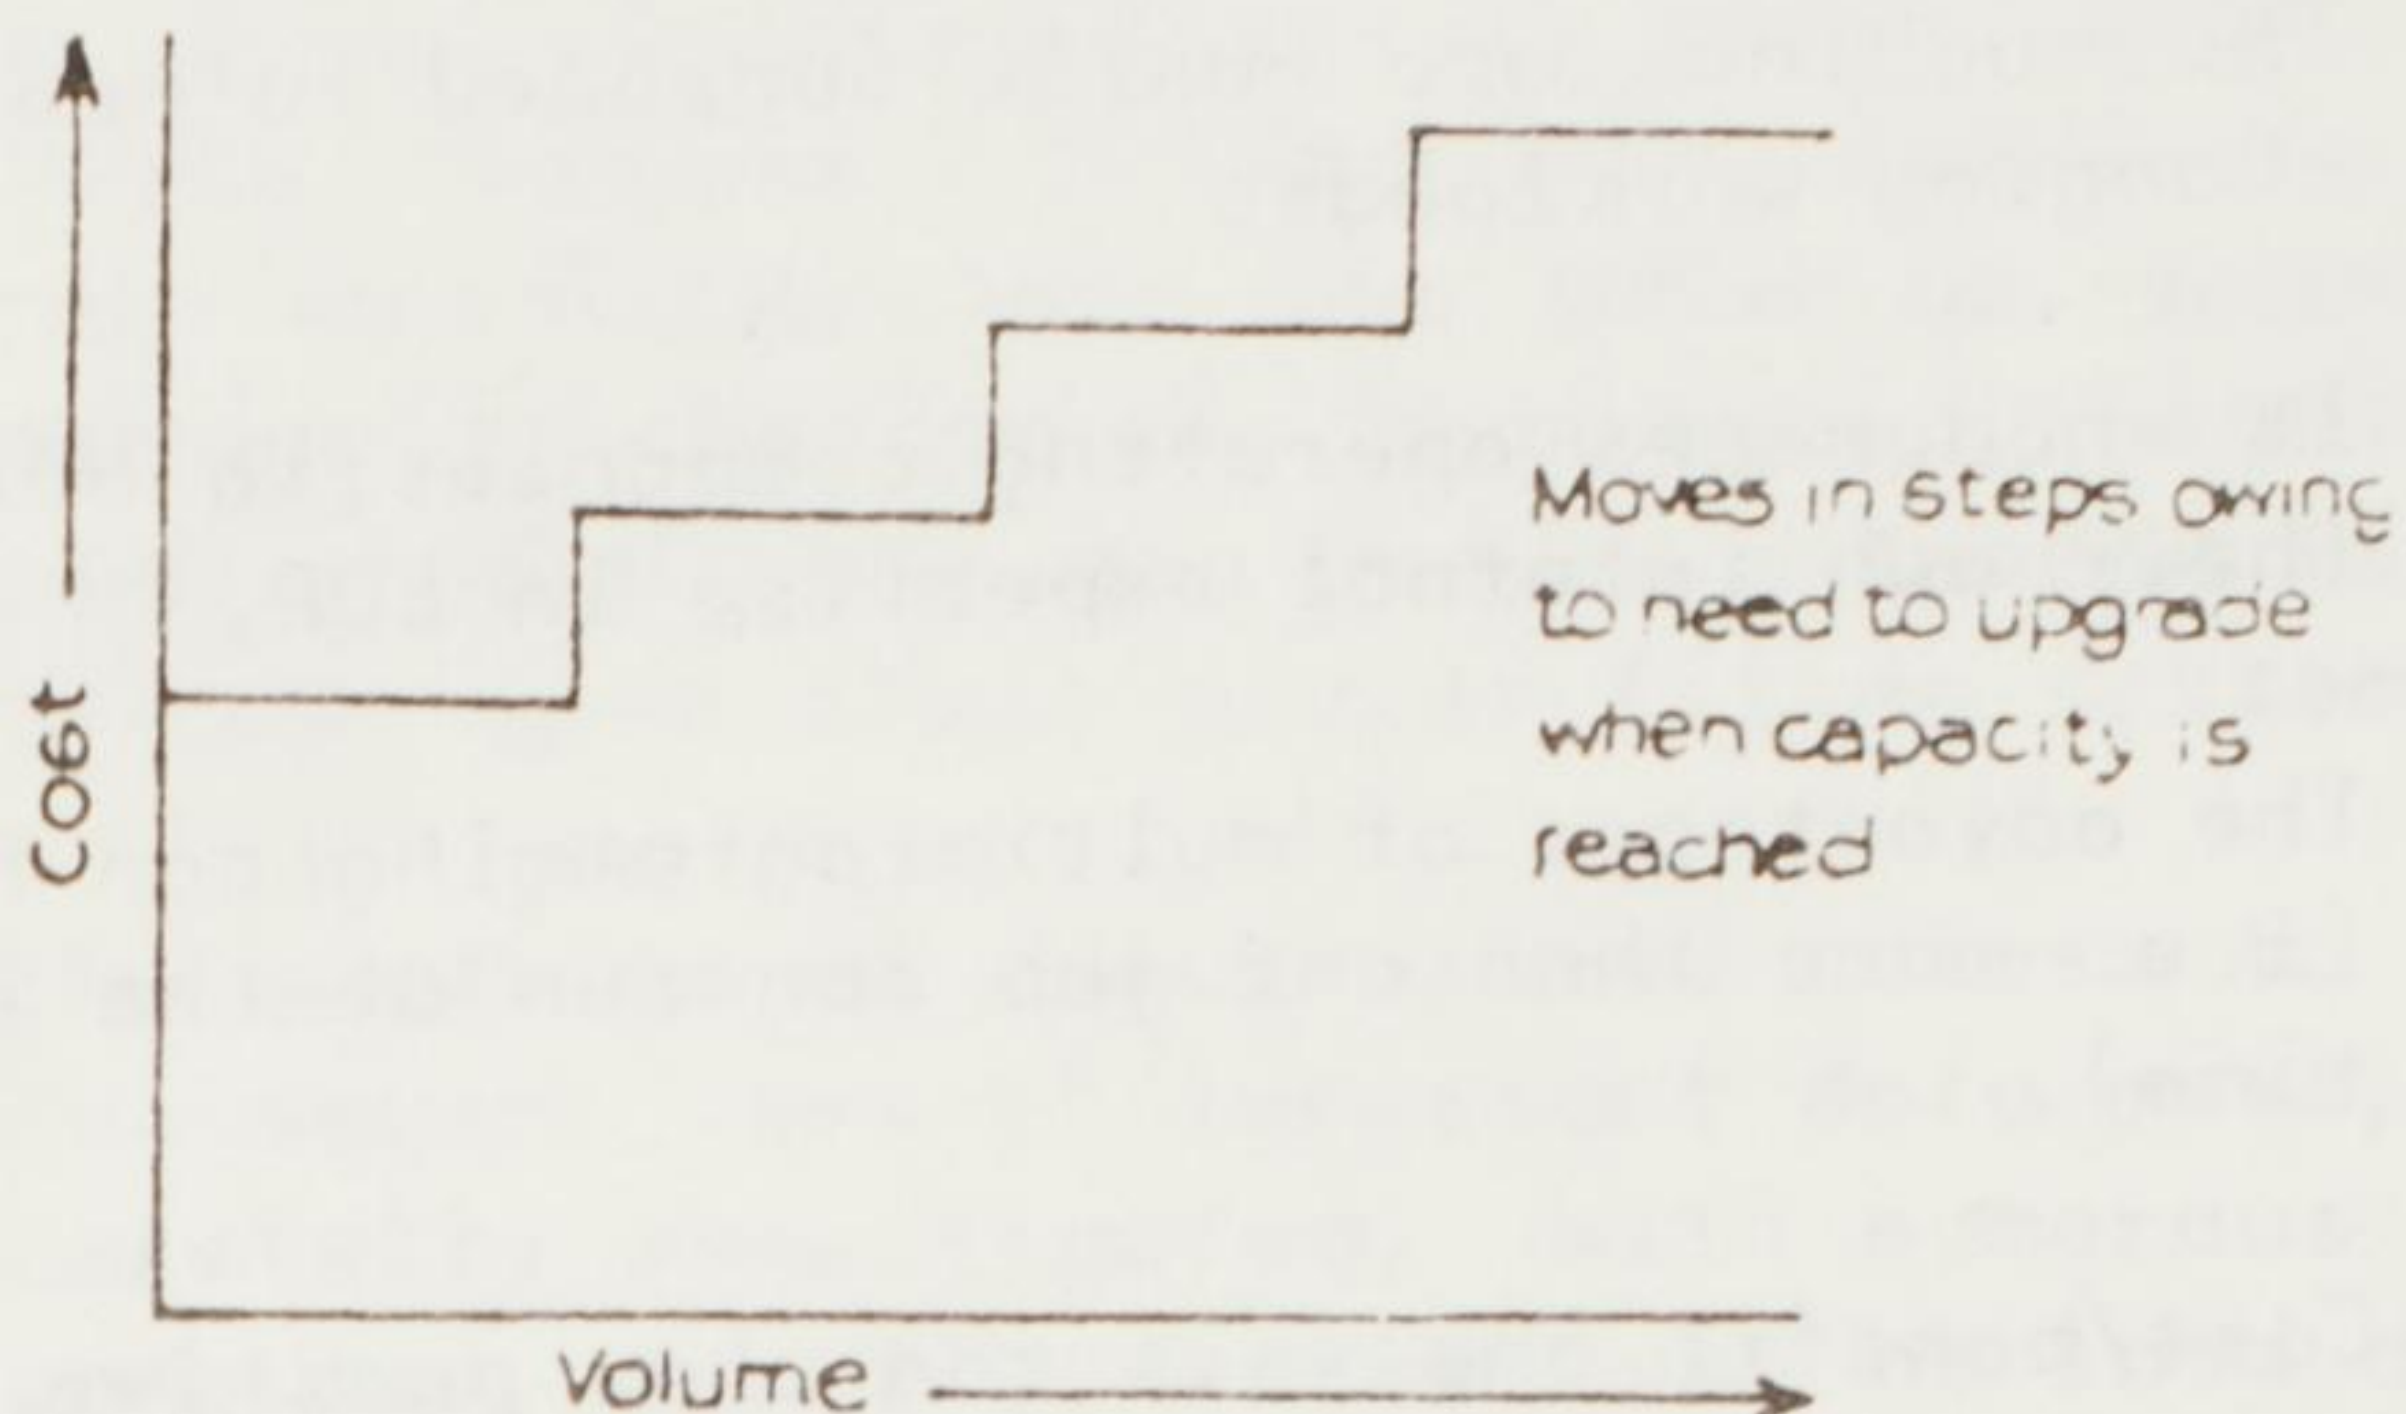 Cost
Moves in steps owing
to need to upgrade
when capacity is
reached
Volume